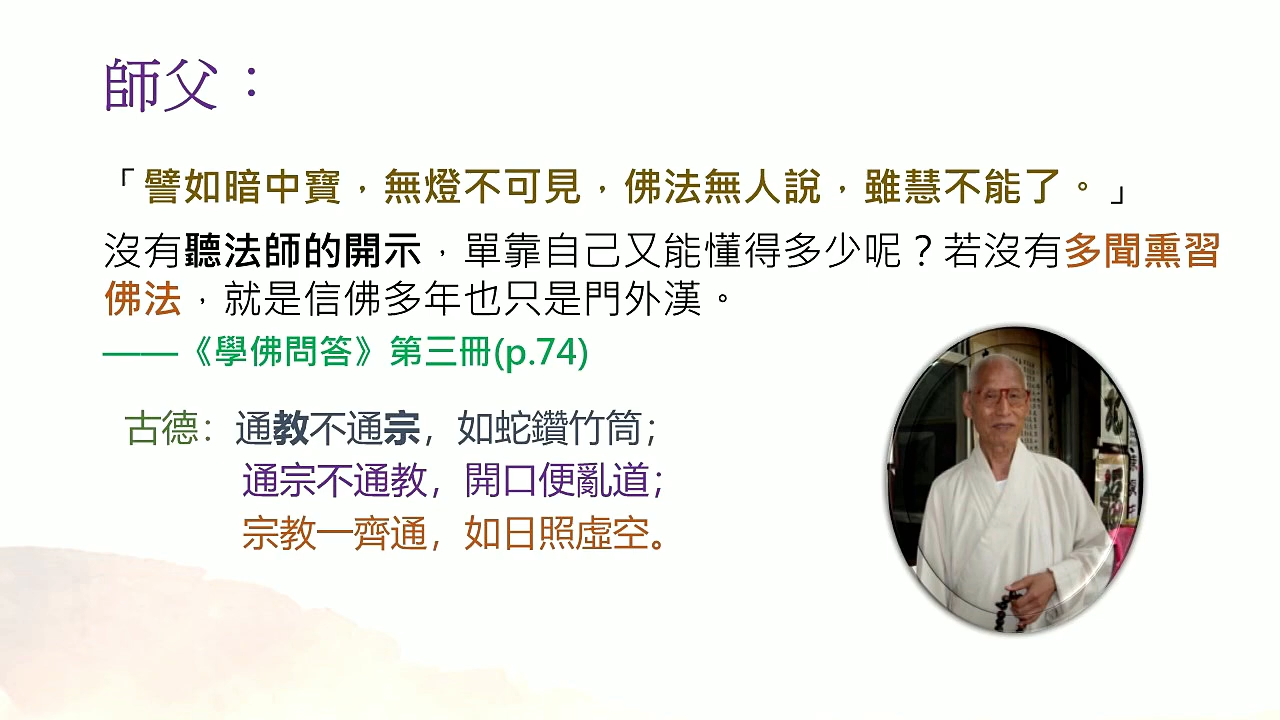 師父：
「譬如暗中寶，無燈不可見，佛法無人說，雖慧不能了。」
沒有聽法師的開示，單靠自己又能懂得多少呢？若沒有多聞熏習
佛法，就是信佛多年也只是門外漢。
——《學佛問答》第三冊(p.74)
古德：通教不通宗，如蛇鑽竹筒；
通宗不通教，開口便亂道；
宗教一齊通，如日照虛空。
福